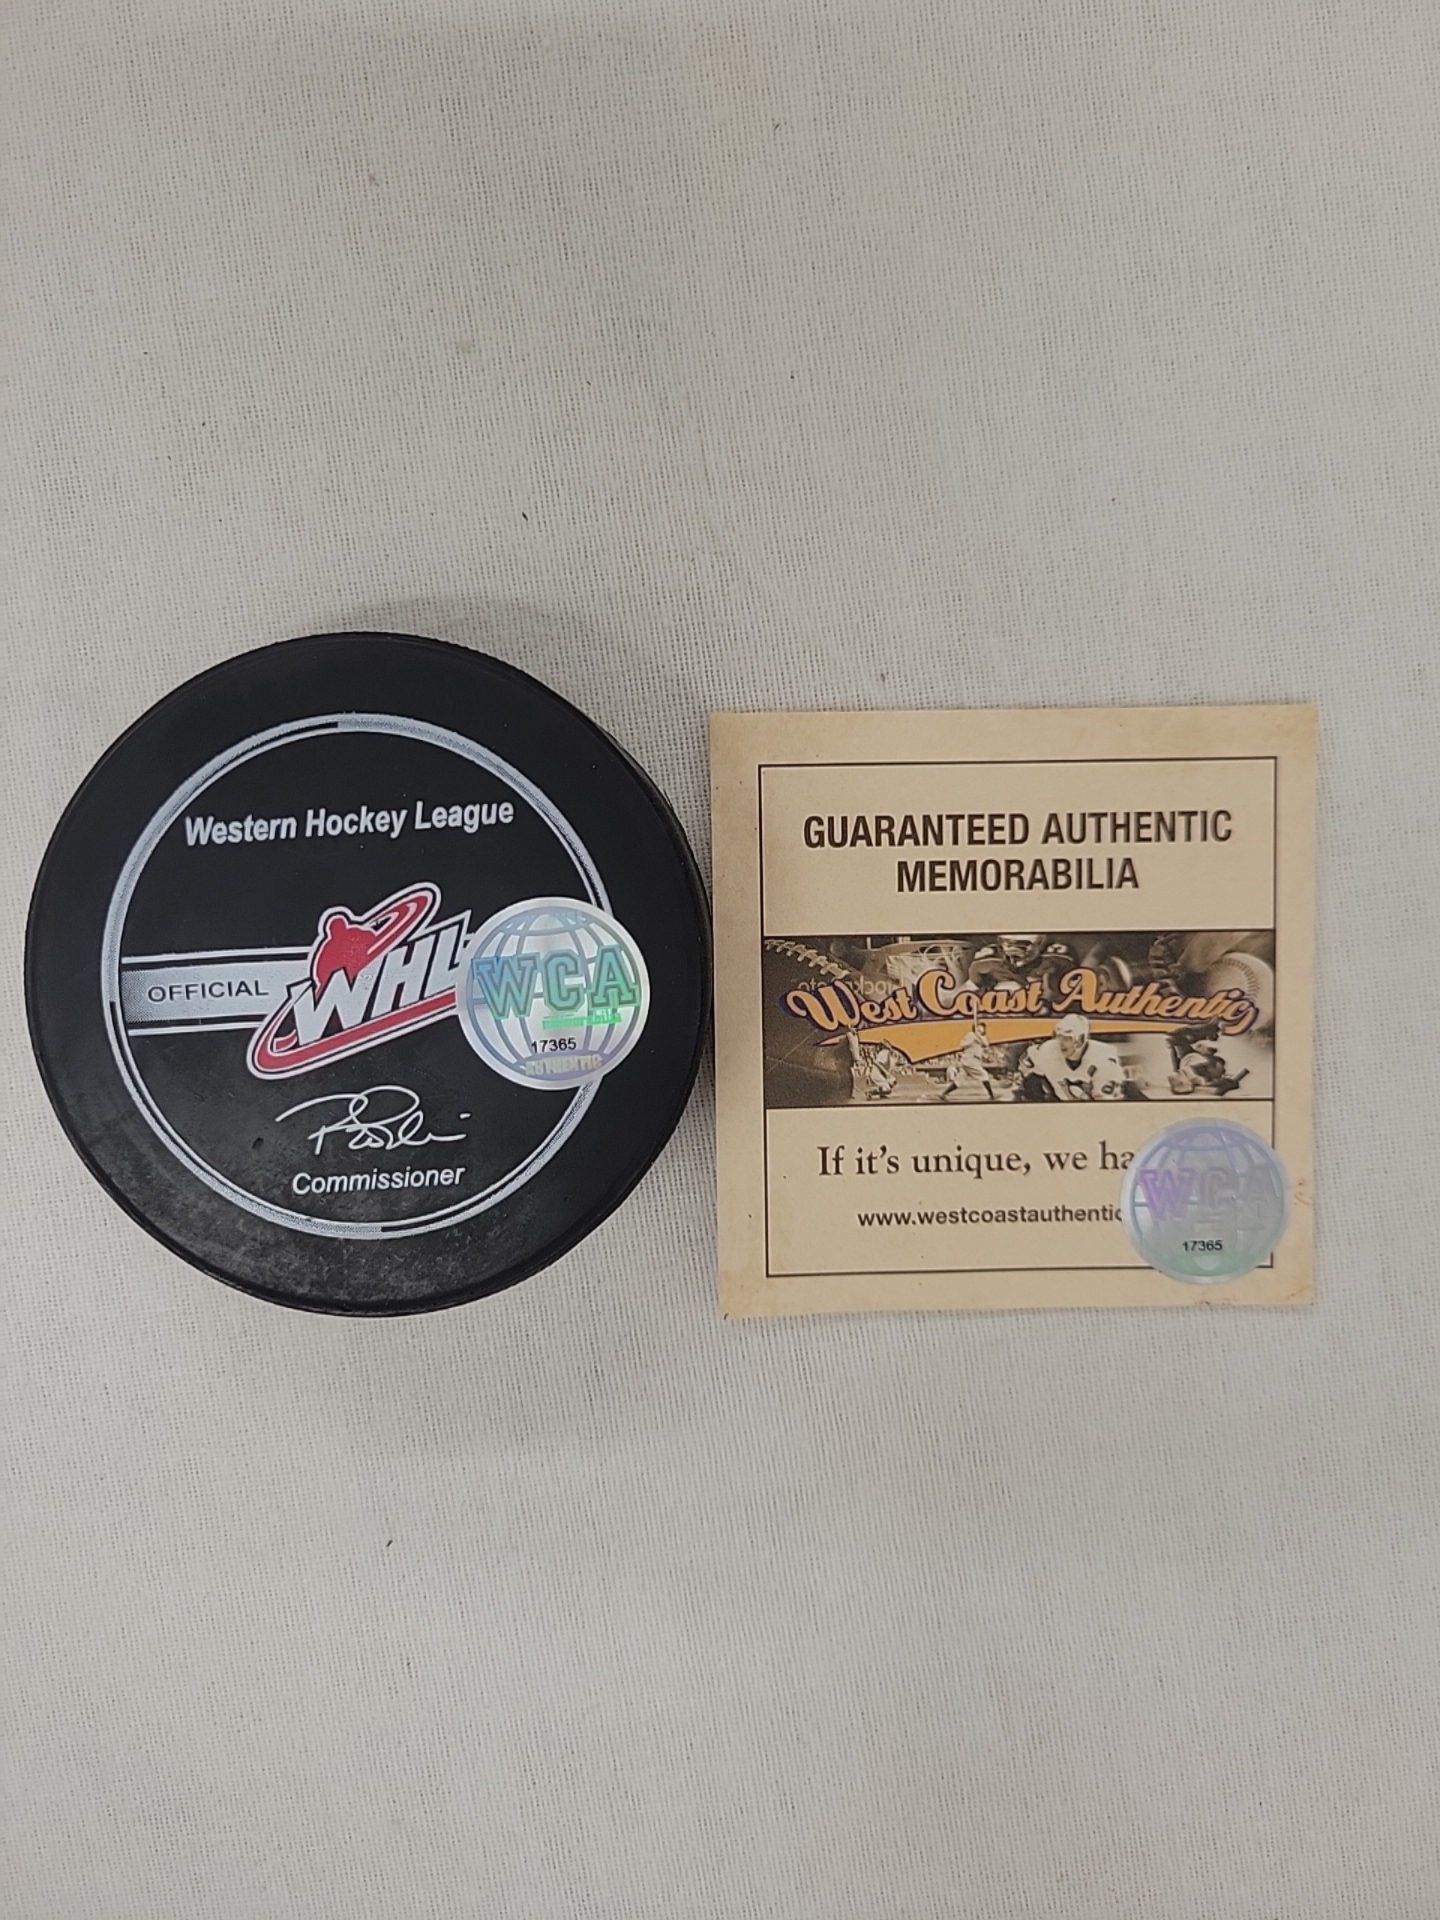 Western Hockey League
OFFICIAL
WHL
WCA
17365
AUTHENTIC
Commissioner
GUARANTEED AUTHENTIC
MEMORABILIA
West Coast Authentic
If it's unique, we ha
www.westcoastauthentic
WCA
17365